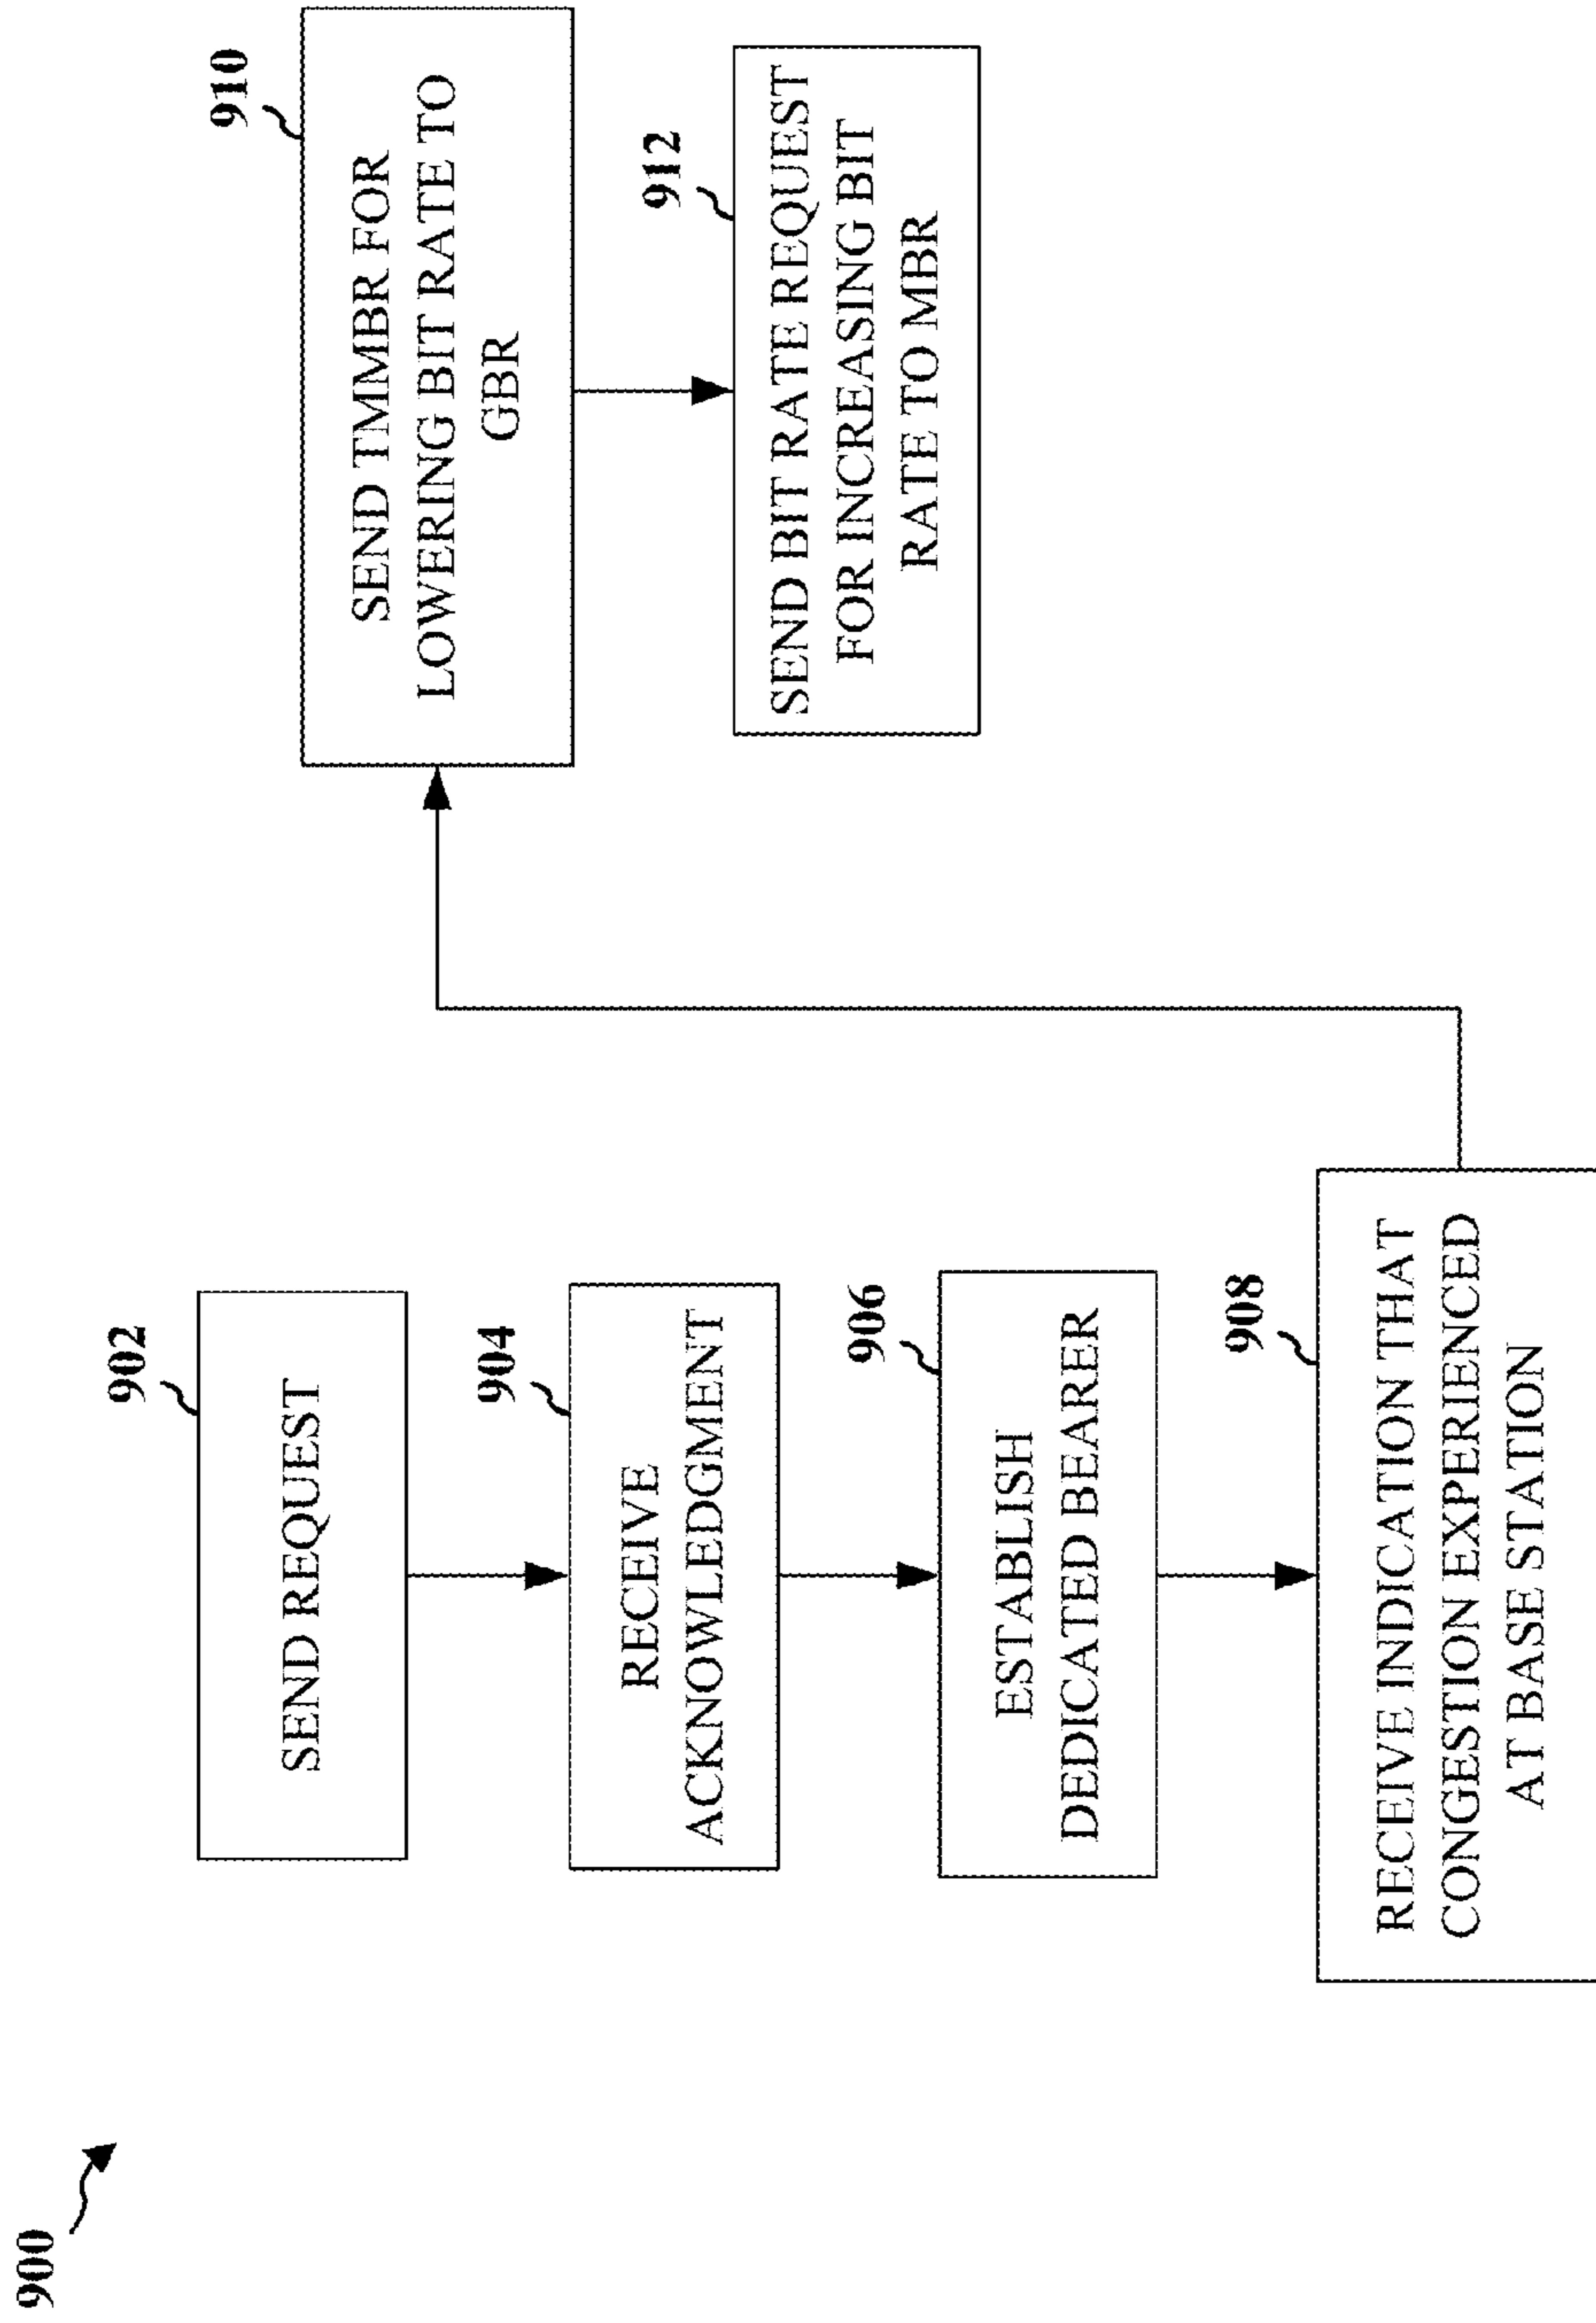 900
902
SEND REQUEST
904
RECEIVE
ACKNOWLEDGMENT
906
ESTABLISH
DEDICATED BEARER
908
RECEIVE INDICATION THAT
CONGESTION EXPERIENCED
AT BASE STATION
910
SEND TMMBR FOR
LOWERING BIT RATE TO
GBR
912
SEND BIT RATE REQUEST
FOR INCREASING BIT
RATE TO MBR